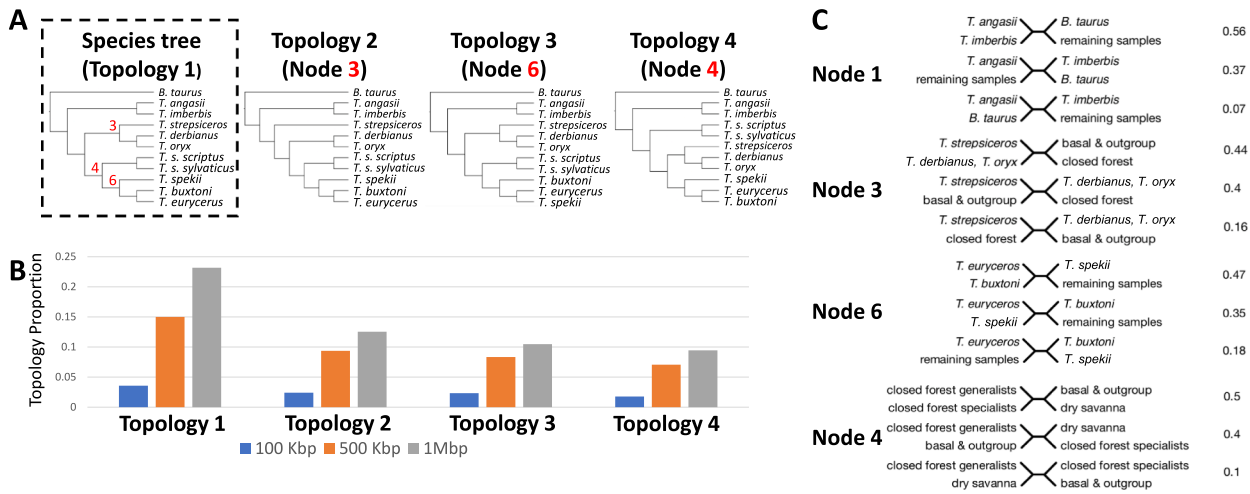 A
Species tree
(Topology 1)
B. taurus
T. angasii
T. imberbis
3
T. strepsiceros
T. derbianus
T. oryx
T. s. scriptus
4
T. s. sylvaticus
6
T. spekii
T. buxtoni
T. eurycerus
Topology 2
(Node 3)
B. taurus
T. angasii
T. imberbis
T. strepsiceros
T. derbianus
T. oryx
T. s. scriptus
T. s. sylvaticus
T. spekii
T. buxtoni
T. eurycerus
Topology 3
(Node 6)
B. taurus
T. angasii
T. imberbis
T. strepsiceros
T. derbianus
T. oryx
T. s. scriptus
T. s. sylvaticus
T. buxtoni
T. eurycerus
T. spekii
Topology 4
(Node 4)
B. taurus
T. angasii
T. imberbis
T. s. scriptus
T. s. sylvaticus
T. strepsiceros
T. derbianus
T. oryx
T. spekii
T. eurycerus
T. buxtoni
B
Topology Proportion
0.25
0.2
0.15
0.1
0.05
0
Topology 1 Topology 2 Topology 3 Topology 4
100 Kbp 500 Kbp 1Mbp
C
Node 1
T. angasii B. taurus 0.56
T. imberbis remaining samples
T. angasii T. imberbis 0.37
remaining samples B. taurus
T. angasii T. imberbis 0.07
B. taurus remaining samples
Node 3
T. strepsiceros basal & outgroup 0.44
T. derbianus, T. oryx closed forest
T. strepsiceros T. derbianus, T. oryx 0.4
basal & outgroup closed forest
T. strepsiceros T. derbianus, T. oryx 0.16
closed forest basal & outgroup
Node 6
T. euryceros T. spekii 0.47
T. buxtoni remaining samples
T. euryceros T. buxtoni 0.35
T. spekii remaining samples
T. euryceros T. buxtoni 0.18
remaining samples T. spekii
Node 4
closed forest generalists basal & outgroup 0.5
closed forest specialists dry savanna
closed forest generalists dry savanna 0.4
basal & outgroup closed forest specialists
closed forest generalists closed forest specialists 0.1
dry savanna basal & outgroup